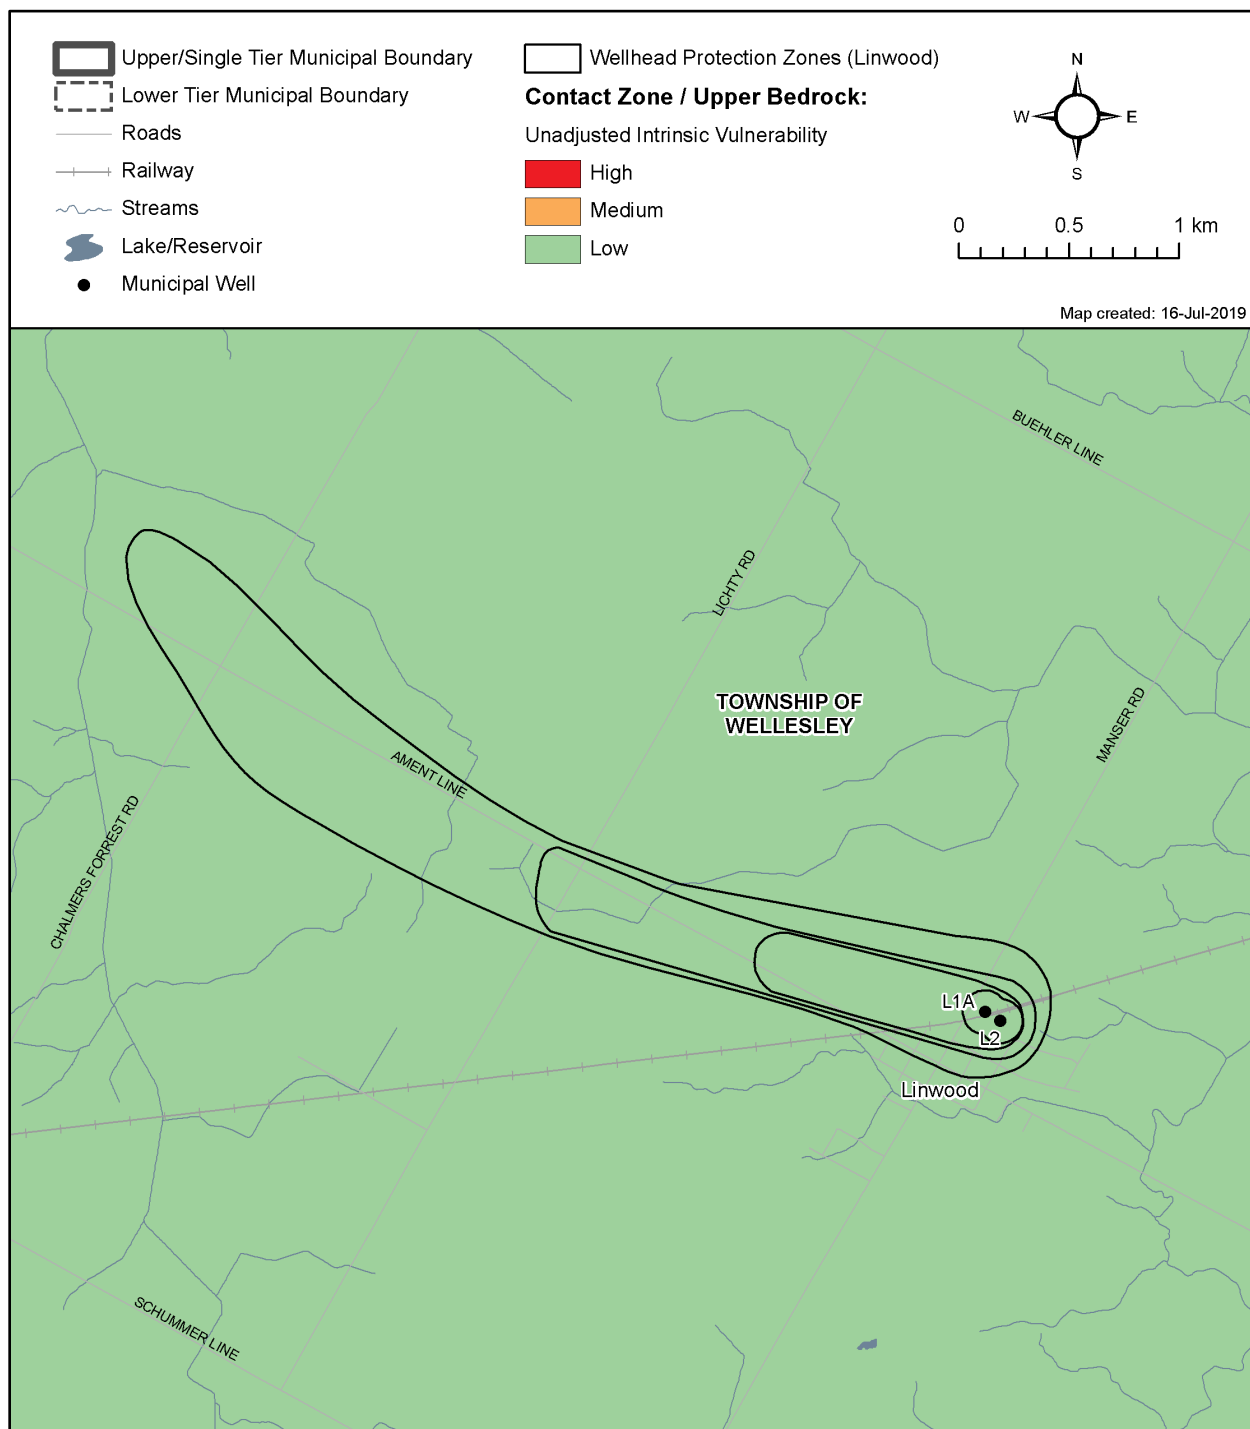 Upper/Single Tier Municipal Boundary
Lower Tier Municipal Boundary
Roads
Railway
Streams
Lake/Reservoir
Municipal Well
Wellhead Protection Zones (Linwood)
Contact Zone / Upper Bedrock:
Unadjusted Intrinsic Vulnerability
High
Medium
Low
N
W
E
S
0 0.5 1 km
Map created: 16-Jul-2019
BUEHLER LINE
LICHTY RD
TOWNSHIP OF
WELLESLEY
MANSER RD
AMENT LINE
CHALMERS FORREST RD
L1A
L2
Linwood
SCHUMMER LINE